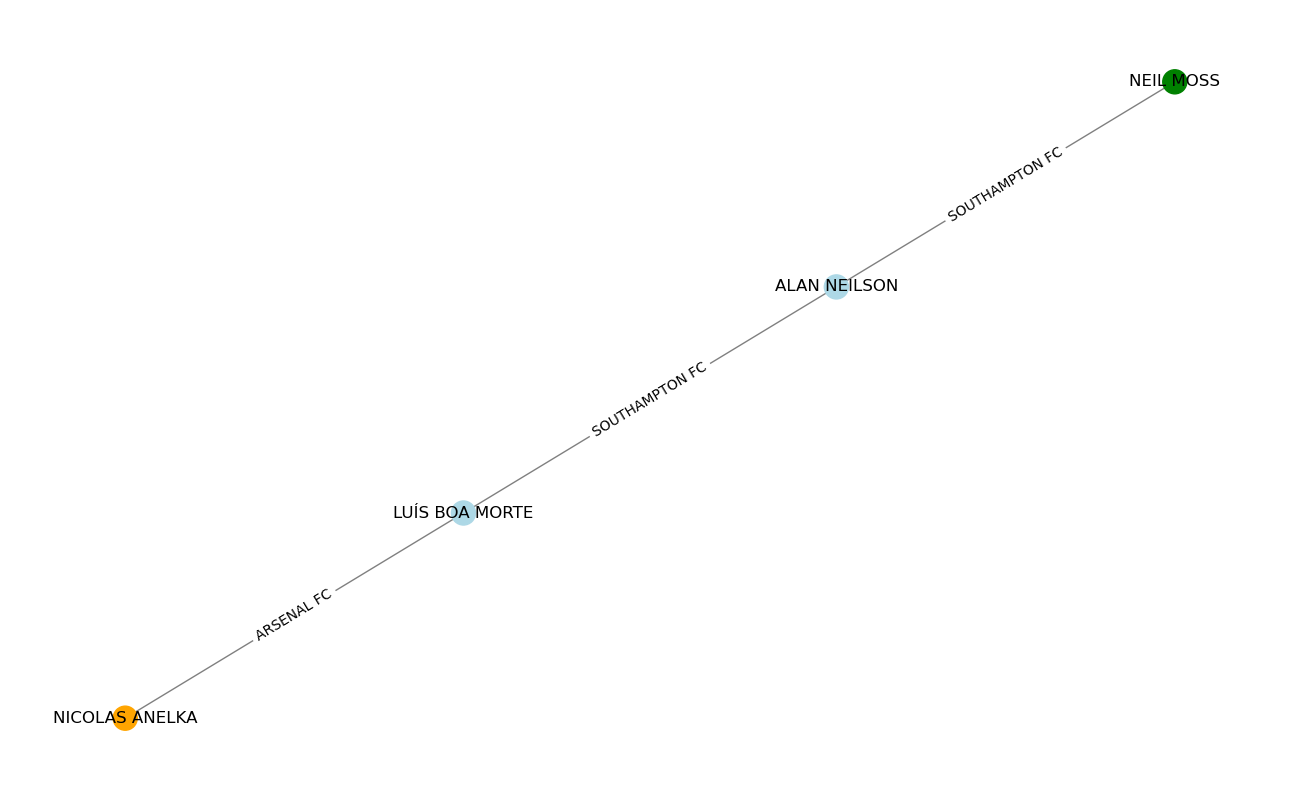 NEIL MOSS
SOUTHAMPTON FC
ALAN NEILSON
SOUTHAMPTON FC
LUÍS BOA MORTE
ARSENAL FC
NICOLAS ANELKA